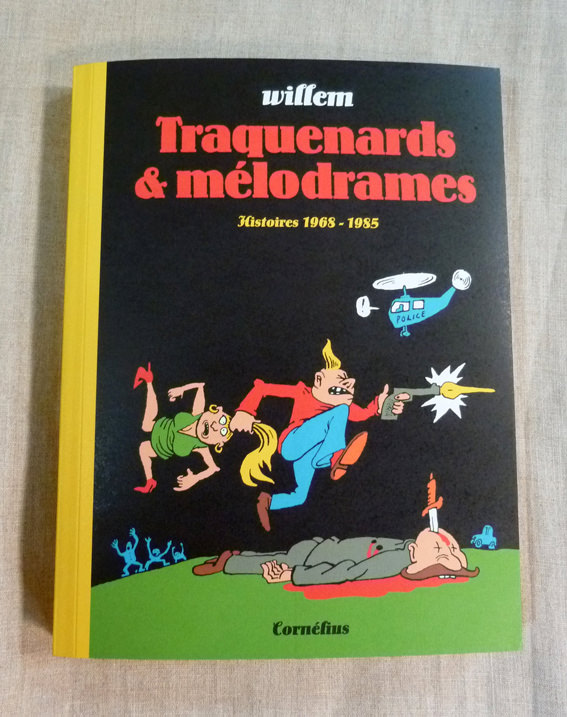 willem
Traquenards
& mélodrames
Histoires 1968 - 1985
POLICE
Cornélius